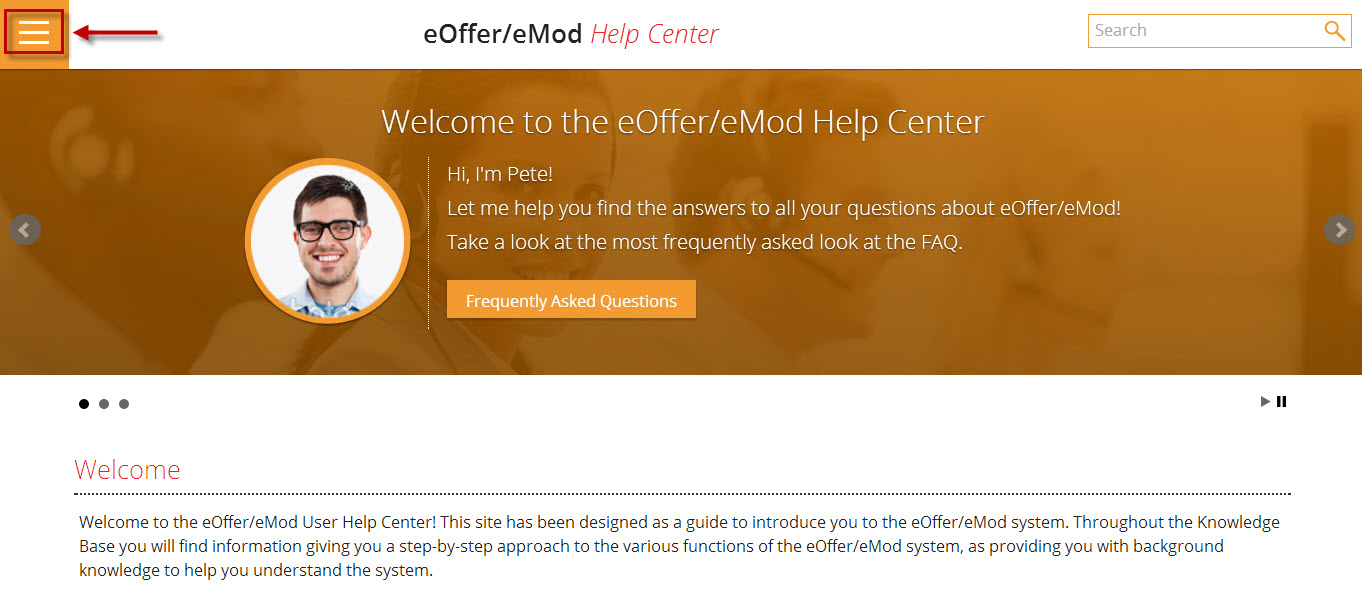 eOffer/eMod Help Center
Search
Welcome to the eOffer/eMod Help Center
Hi, I'm Pete!
Let me help you find the answers to all your questions about eOffer/eMod!
Take a look at the most frequently asked look at the FAQ.
Frequently Asked Questions
Welcome
Welcome to the eOffer/eMod User Help Center! This site has been designed as a guide to introduce you to the eOffer/eMod system. Throughout the Knowledge
Base you will find information giving you a step-by-step approach to the various functions of the eOffer/eMod system, as providing you with background
knowledge to help you understand the system.